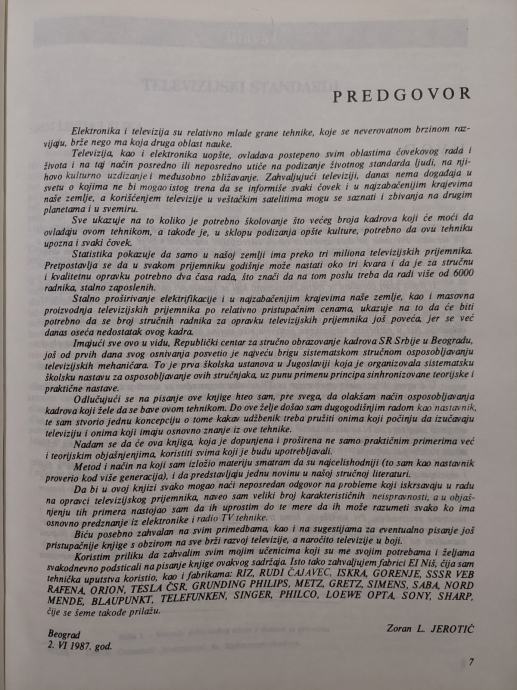 PREDGOVOR
Elektronika i televizija su relativno mlade grane tehnike, koje se neverovatnom brzinom raz-
vijaju, brže nego ma koja druga oblast nauke.
Televizija, kao i elektronika uopšte, ovladava postepeno svim oblastima čovekovog rada i
života i na taj način posredno ili neposredno utiče na podizanje životnog standarda ljudi, na nji-
hovo kulturno uzdizanje i međusobno zbližavanje. Zahvaljujući televiziji, danas nema događaja u
svetu o kojima ne bi mogao istog trena da se informiše svaki čovek i u najzabačenijim krajevima
naše zemlje, a korišćenjem televizije u veštačkim satelitima mogu se saznati i zbivanja na drugim
planetama i u svemiru.
Sve ukazuje na to koliko je potrebno školovanje što većeg broja kadrova koji će moći da
ovladaju ovom tehnikom, a takođe je, u sklopu podizanja opšte kulture, potrebno da ovu tehniku
upozna i svaki čovek.
Statistika pokazuje da samo u našoj zemlji ima preko tri miliona televizijskih prijemnika.
Pretpostavlja se da u svakom prijemniku godišnje može nastati oko tri kvara i da je za stručnu
i kvalitetnu opravku potrebno dva časa rada, što znači da na tom poslu treba da radi više od 6000
radnika, stalno zaposlenih.
Stalno proširivanje elektrifikacije i u najzabačenijim krajevima naše zemlje, kao i masovna
proizvodnja televizijskih prijemnika po relativno pristupačnim cenama, ukazuju na to da će biti
potrebno da se broj stručnih radnika za opravku televizijskih prijemnika još poveća, jer se već
danas oseća nedostatak ovog kadra.
Imajući sve ovo u vidu, Republički centar za stručno obrazovanje kadrova SR Srbije u Beogradu,
još od prvih dana svog osnivanja posvetio je najveću brigu sistematskom stručnom osposobljavanju
televizijskih mehaničara. To je prva školska ustanova u Jugoslaviji koja je organizovala sistematsku
školsku nastavu za osposobljavanje ovih stručnjaka, uz punu primenu principa sinhronizovane teorijske i
praktične nastave.
Odlučujući se na pisanje ove knjige hteo sam, pre svega, da olakšam način osposobljavanja
kadrova koji žele da se bave ovom tehnikom. Do ove želje došao sam dugogodišnjim radom kao nastavnik,
te sam stvorio jednu koncepciju o tome kakav udžbenik treba pružiti onima koji počinju da izučavaju
televiziju i onima koji imaju osnovno znanje iz ove tehnike.
Nadam se da će ova knjiga, koja je dopunjena i proširena ne samo praktičnim primerima već
i teorijskim objašnjenjima, koristiti svima koji je budu upotrebljavali.
Metod i način na koji sam izložio materiju smatram da su najcelishodniji (to sam kao nastavnik
proverio kod više generacija), i da predstavljaju jednu novinu u našoj stručnoj literaturi.
Da bi u ovoj knjizi svako mogao naći neposredan odgovor na probleme koji iskrsavaju u radu
na opravci televizijskog prijemnika, naveo sam veliki broj karakterističnih neispravnosti, a u objaš-
njenju tih primera nastojao sam da ih uprostim do te mere da ih može razumeti svako ko ima
osnovno predznanje iz elektronike i radio TV tehnike.
Biću posebno zahvalan na svim primedbama, kao i na sugestijama za eventualno pisanje još
pristupačnije knjige s obzirom na sve brži razvoj televizije, a naročito televizije u boji.
Koristim priliku da zahvalim svim mojim učenicima koji su me svojim potrebama i željama
svakodnevno podsticali na pisanje knjige ovakvog sadržaja. Isto tako zahvaljujem fabrici EI Niš, čija sam
tehnička uputstva koristio, kao i fabrikama: RIZ, RUDI ČAJAVEC, ISKRA, GORENJE, SSSR VEB
RAFENA, ORION, TESLA ČSR, GRUNDING PHILIPS, METZ, GRETZ, SIMENS, SABA, NORD
MENDE, BLAUPUNKT, TELEFUNKEN, SINGER, PHILCO, LOEWE OPTA, SONY, SHARP,
čije se šeme takođe prilažu.
Beograd
2. VI 1987. god.
Zoran L. JEROTIĆ
7